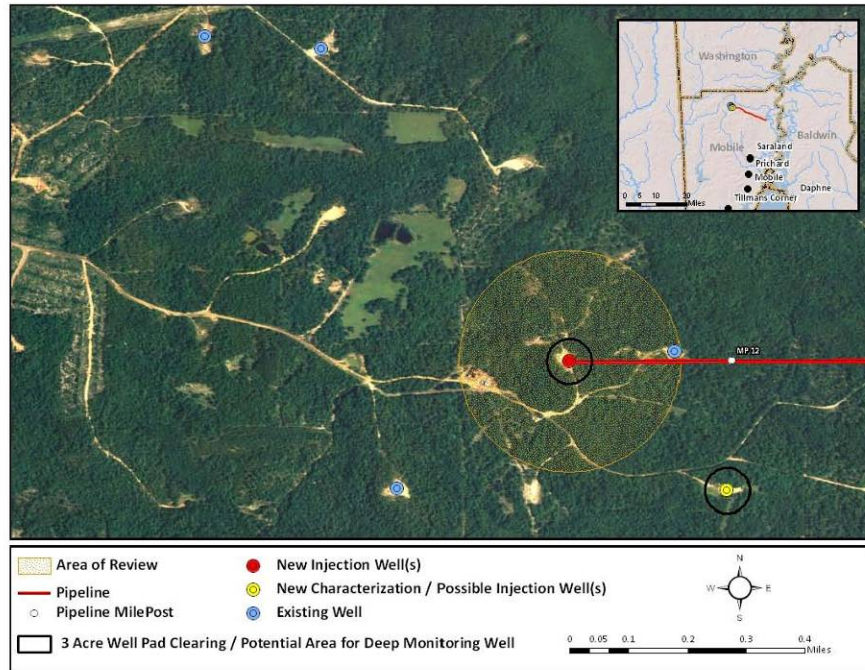 Washington
Baldwin
Mobile
Saraland
Prichard
Mobile
Daphne
Tillmans Corner
0 5 10 20
Miles
MP 12
Area of Review
Pipeline
Pipeline MilePost
New Injection Well(s)
New Characterization / Possible Injection Well(s)
Existing Well
3 Acre Well Pad Clearing / Potential Area for Deep Monitoring Well
N
W E
S
0 0.05 0.1 0.2 0.3 0.4
Miles